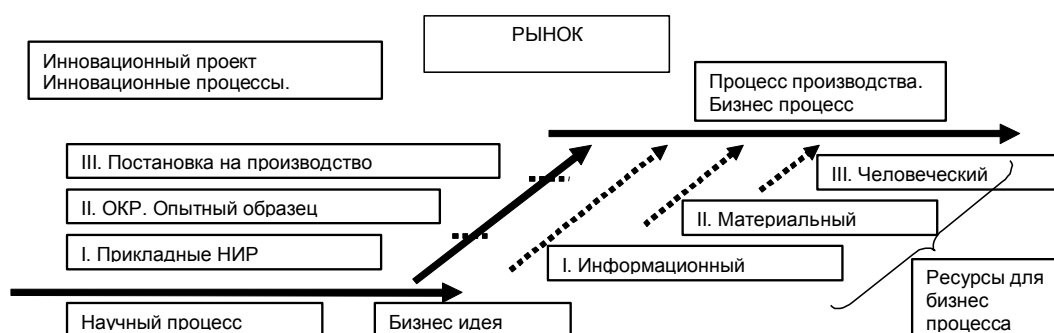 РЫНОК
Инновационный проект
Инновационные процессы.
Процесс производства.
Бизнес процесс
III. Постановка на производство
III. Человеческий
II. ОКР. Опытный образец
II. Материальный
I. Прикладные НИР
I. Информационный
Ресурсы для
бизнес
процесса
Научный процесс
Бизнес идея